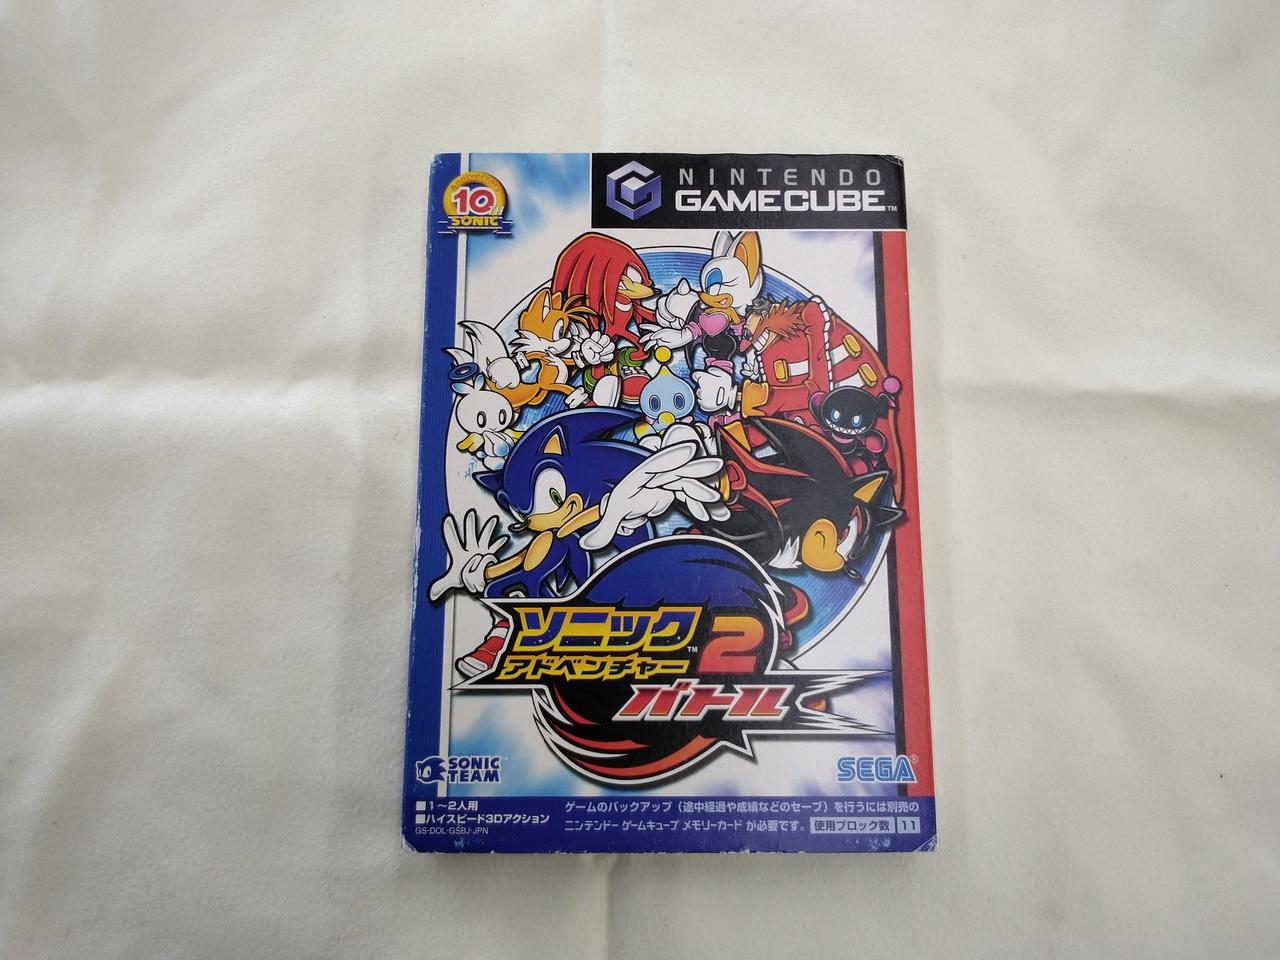 Anniversary
10TH
SONIC
NINTENDO
GAMECUBE™
ソニック™
アドベンチャー 2
バトル
SONIC
TEAM™
SEGA®
■1〜2人用
■ハイスピード3Dアクション
GS-DOL-GSBJ-JPN
ゲームのバックアップ（途中経過や成績などのセーブ）を行うには別売の
ニンテンドー ゲームキューブ メモリーカード が必要です。 使用ブロック数 11